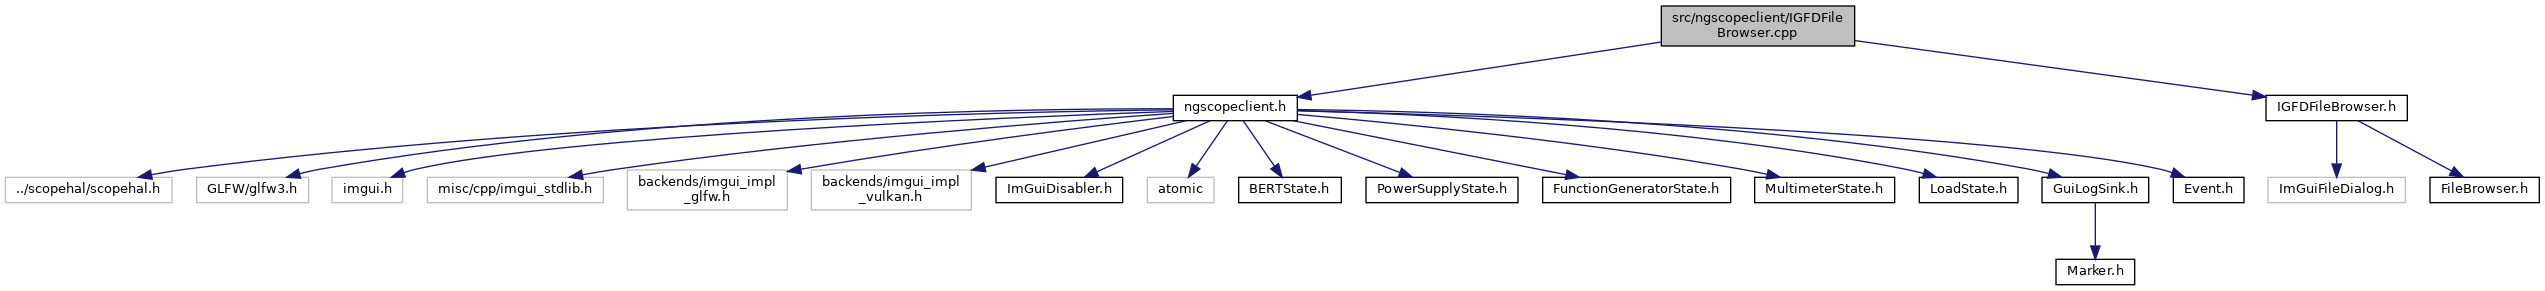 src/ngscopeclient/IGFDFile
Browser.cpp
ngscopeclient.h
IGFDFileBrowser.h
../scopehal/scopehal.h
GLFW/glfw3.h
imgui.h
misc/cpp/imgui_stdlib.h
backends/imgui_impl
_glfw.h
backends/imgui_impl
_vulkan.h
ImGuiDisabler.h
atomic
BERTState.h
PowerSupplyState.h
FunctionGeneratorState.h
MultimeterState.h
LoadState.h
GuiLogSink.h
Event.h
ImGuiFileDialog.h
FileBrowser.h
Marker.h